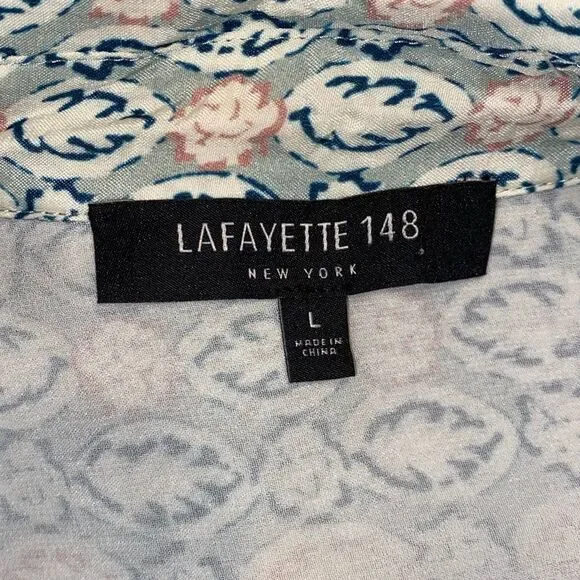 LAFAYETTE 148
NEW YORK
L
MADE IN
CHINA